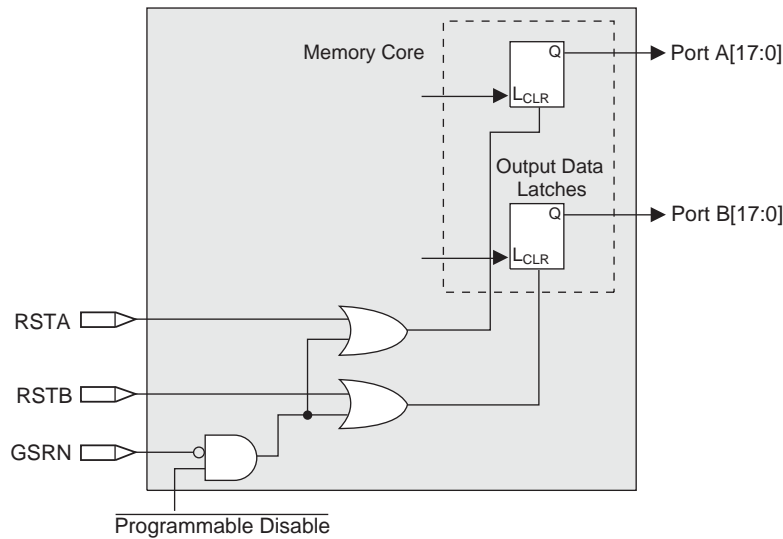 Memory Core
Q
Port A[17:0]
LCLR
Output Data
Latches
Q
Port B[17:0]
LCLR
RSTA
RSTB
GSRN
Programmable Disable